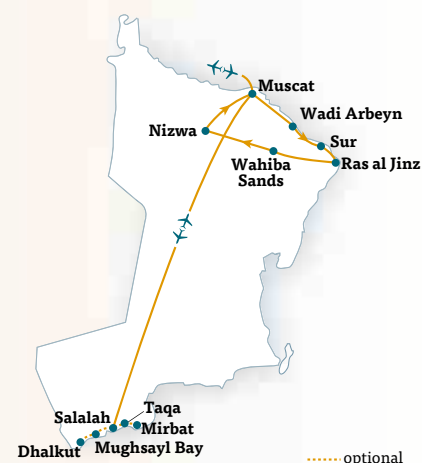 Muscat
Wadi Arbeyn
Nizwa
Sur
Wahiba
Sands
Ras al Jinz
Taqa
Salalah
Mirbat
Mughsayl Bay
Dhalkut
optional